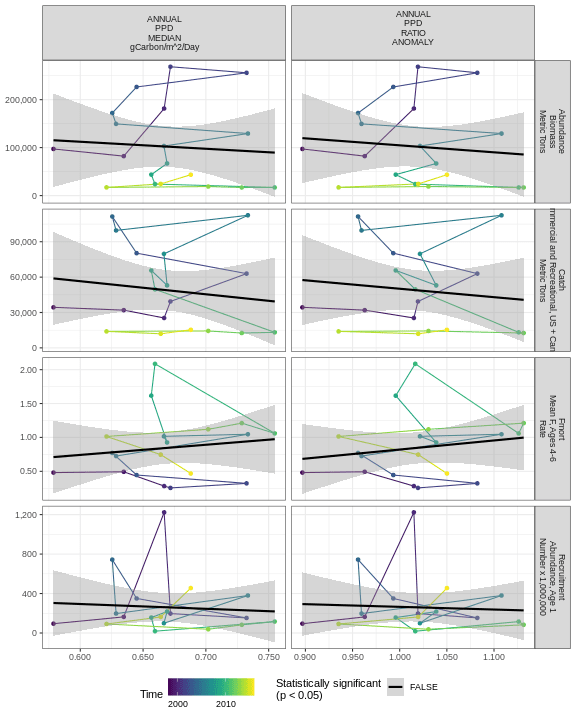 ANNUAL
PPD
MEDIAN
gCarbon/m^2/Day
ANNUAL
PPD
RATIO
ANOMALY
200,000
100,000
0
Abundance
Biomass
Metric Tons
90,000
60,000
30,000
0
Catch
mmercial and Recreational, US + Can
Metric Tons
2.00
1.50
1.00
0.50
Fmort
Mean F, Ages 4-6
Rate
1,200
800
400
0
Recruitment
Abundance, Age 1
Number x 1,000,000
0.600
0.650
0.700
0.750
0.900
0.950
1.000
1.050
1.100
Time
2000
2010
Statistically significant
(p < 0.05)
FALSE